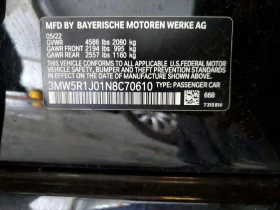 MFD BY BAYERISCHE MOTOREN WERKE AG
05/22
GVWR 4586 lbs 2080 kg
GAWR FRONT 2194 lbs 995 kg
GAWR REAR 2557 lbs 1160 kg
THIS VEHICLE CONFORMS TO ALL APPLICABLE FEDERAL MOTOR
VEHICLE SAFETY, BUMPER, AND THEFT PREVENTION STANDARDS
IN EFFECT ON THE DATE OF MANUFACTURE SHOWN ABOVE.
3MW5R1J01N8C70610 TYPE: PASSENGER CAR
668